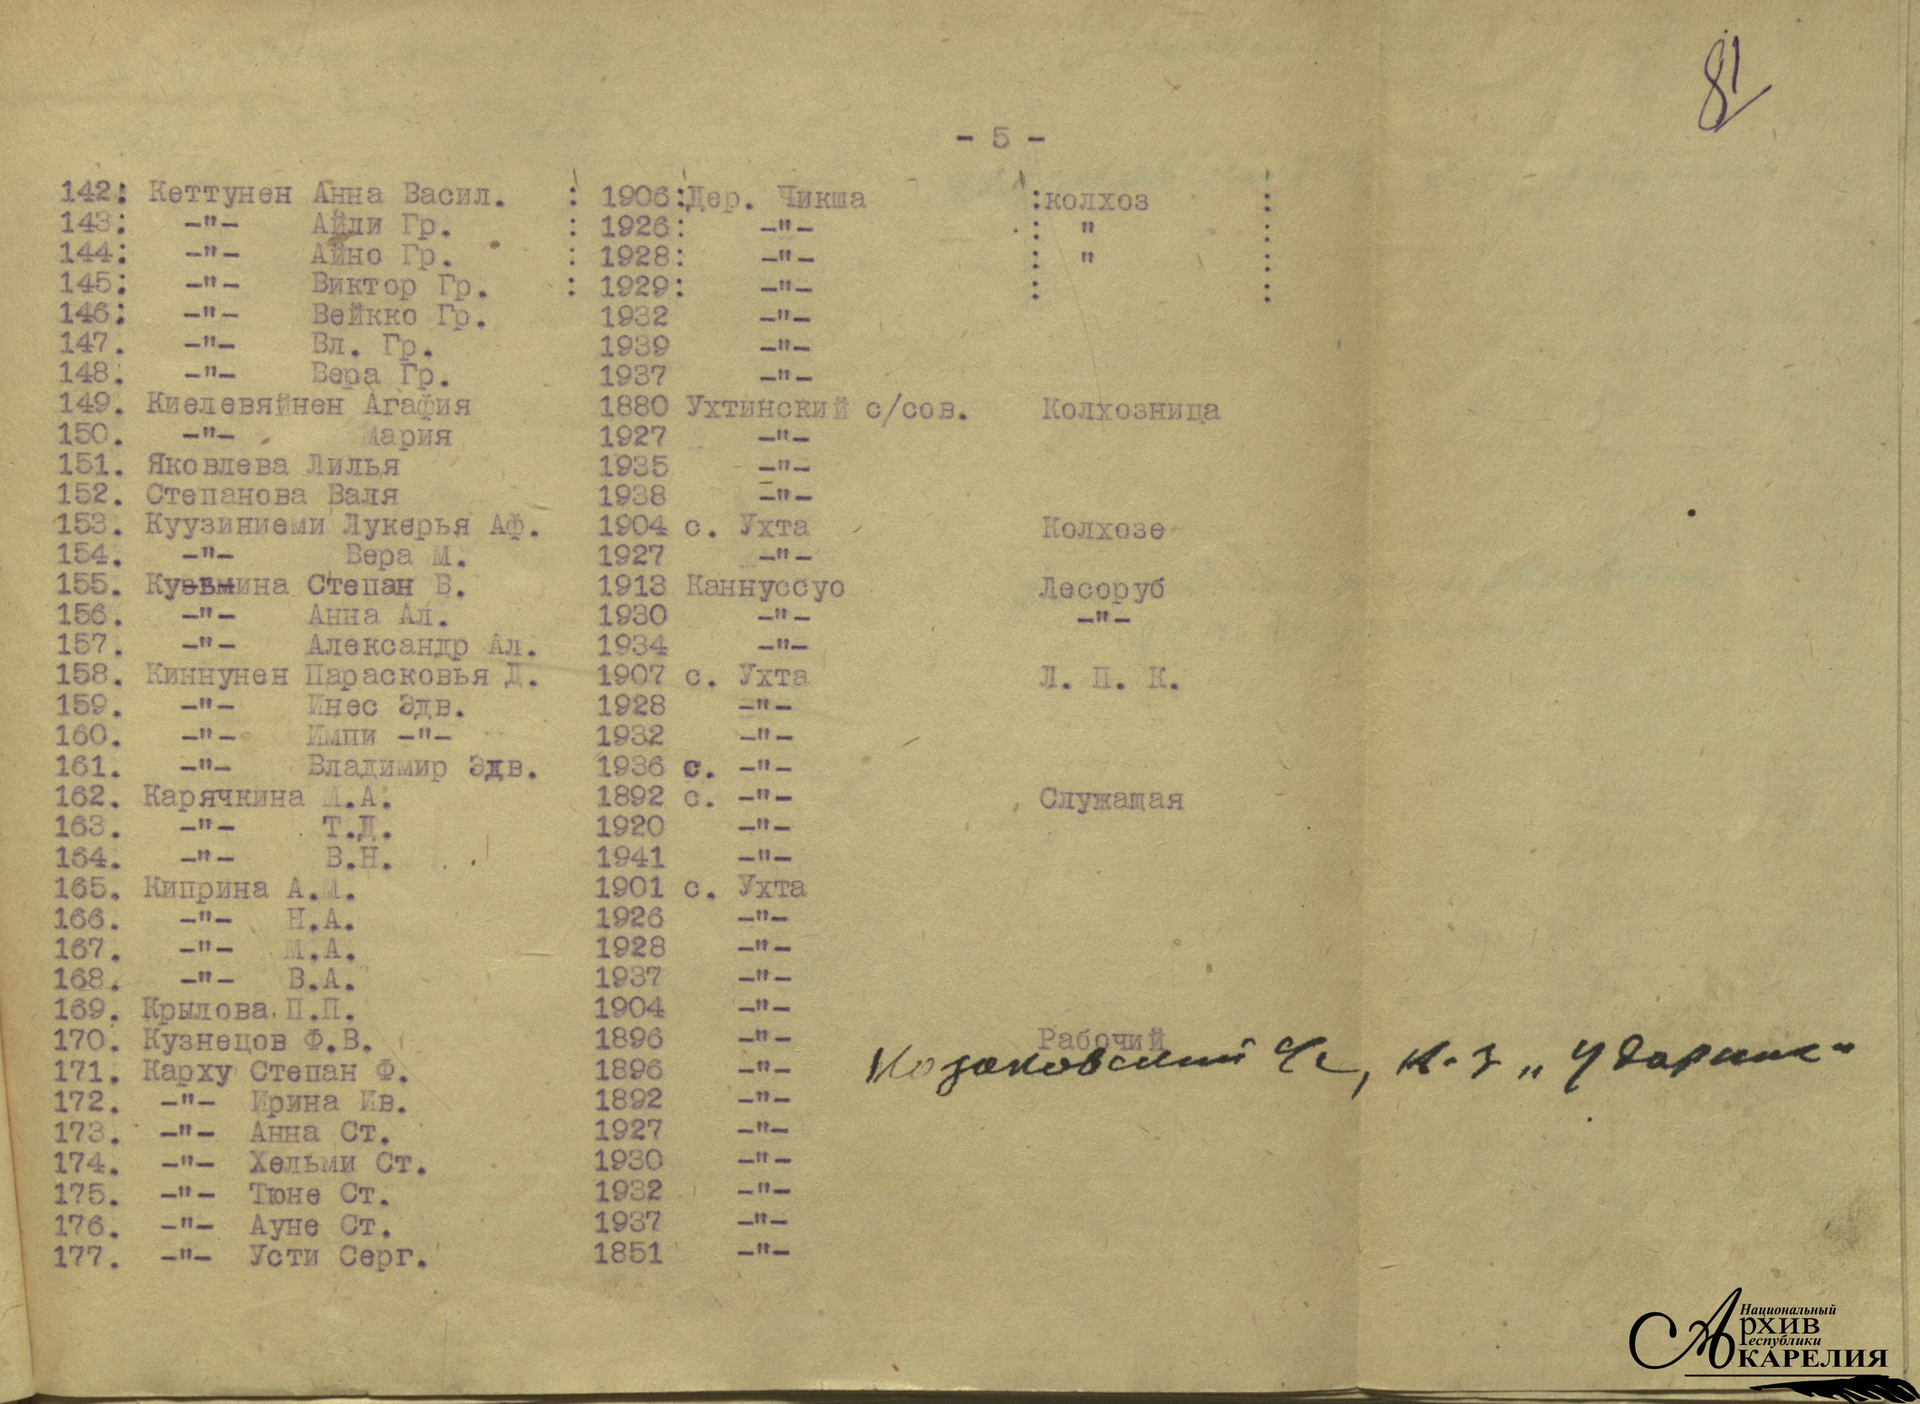 81
- 5 -
142: Кеттунен Анна Васил. : 1906: Дер. Чикша : колхоз :
143: -"- Айли Гр. : 1926: -"- : " :
144: -"- Айно Гр. : 1928: -"- : " :
145: -"- Виктор Гр. : 1929: -"- : :
146: -"- Вейкко Гр. 1932 -"-
147. -"- Вл. Гр. 1939 -"-
148. -"- Вера Гр. 1937 -"-
149. Киелевяйнен Агафия 1880 Ухтинский с/сов. Колхозница
150. -"- Мария 1927 -"-
151. Яковлева Лилья 1935 -"-
152. Степанова Валя 1938 -"-
153. Куузиниеми Лукерья Аф. 1904 с. Ухта Колхозе
154. -"- Вера М. 1927 -"-
155. Кузьмина Степан В. 1913 Каннуссуо Лесоруб
156. -"- Анна Ал. 1930 -"- -"-
157. -"- Александр Ал. 1934 -"-
158. Киннунен Парасковья Д. 1907 с. Ухта Л. П. К.
159. -"- Инес Эдв. 1928 -"-
160. -"- Импи -"- 1932 -"-
161. -"- Владимир Эдв. 1936 с. -"-
162. Карячкина М.А. 1892 с. -"- Служащая
163. -"- Т.Д. 1920 -"-
164. -"- В.Н. 1941 -"-
165. Киприна А.М. 1901 с. Ухта
166. -"- Н.А. 1926 -"-
167. -"- М.А. 1928 -"-
168. -"- В.А. 1937 -"-
169. Крылова П.П. 1904 -"-
170. Кузнецов Ф.В. 1896 -"- Рабочий
171. Карху Степан Ф. 1896 -"- к-з "Ударник"
172. -"- Ирина Ив. 1892 -"-
173. -"- Анна Ст. 1927 -"-
174. -"- Хельми Ст. 1930 -"-
175. -"- Тюне Ст. 1932 -"-
176. -"- Ауне Ст. 1937 -"-
177. -"- Усти Серг. 1851 -"-
Национальный
Архив
Республики
КАРЕЛИЯ